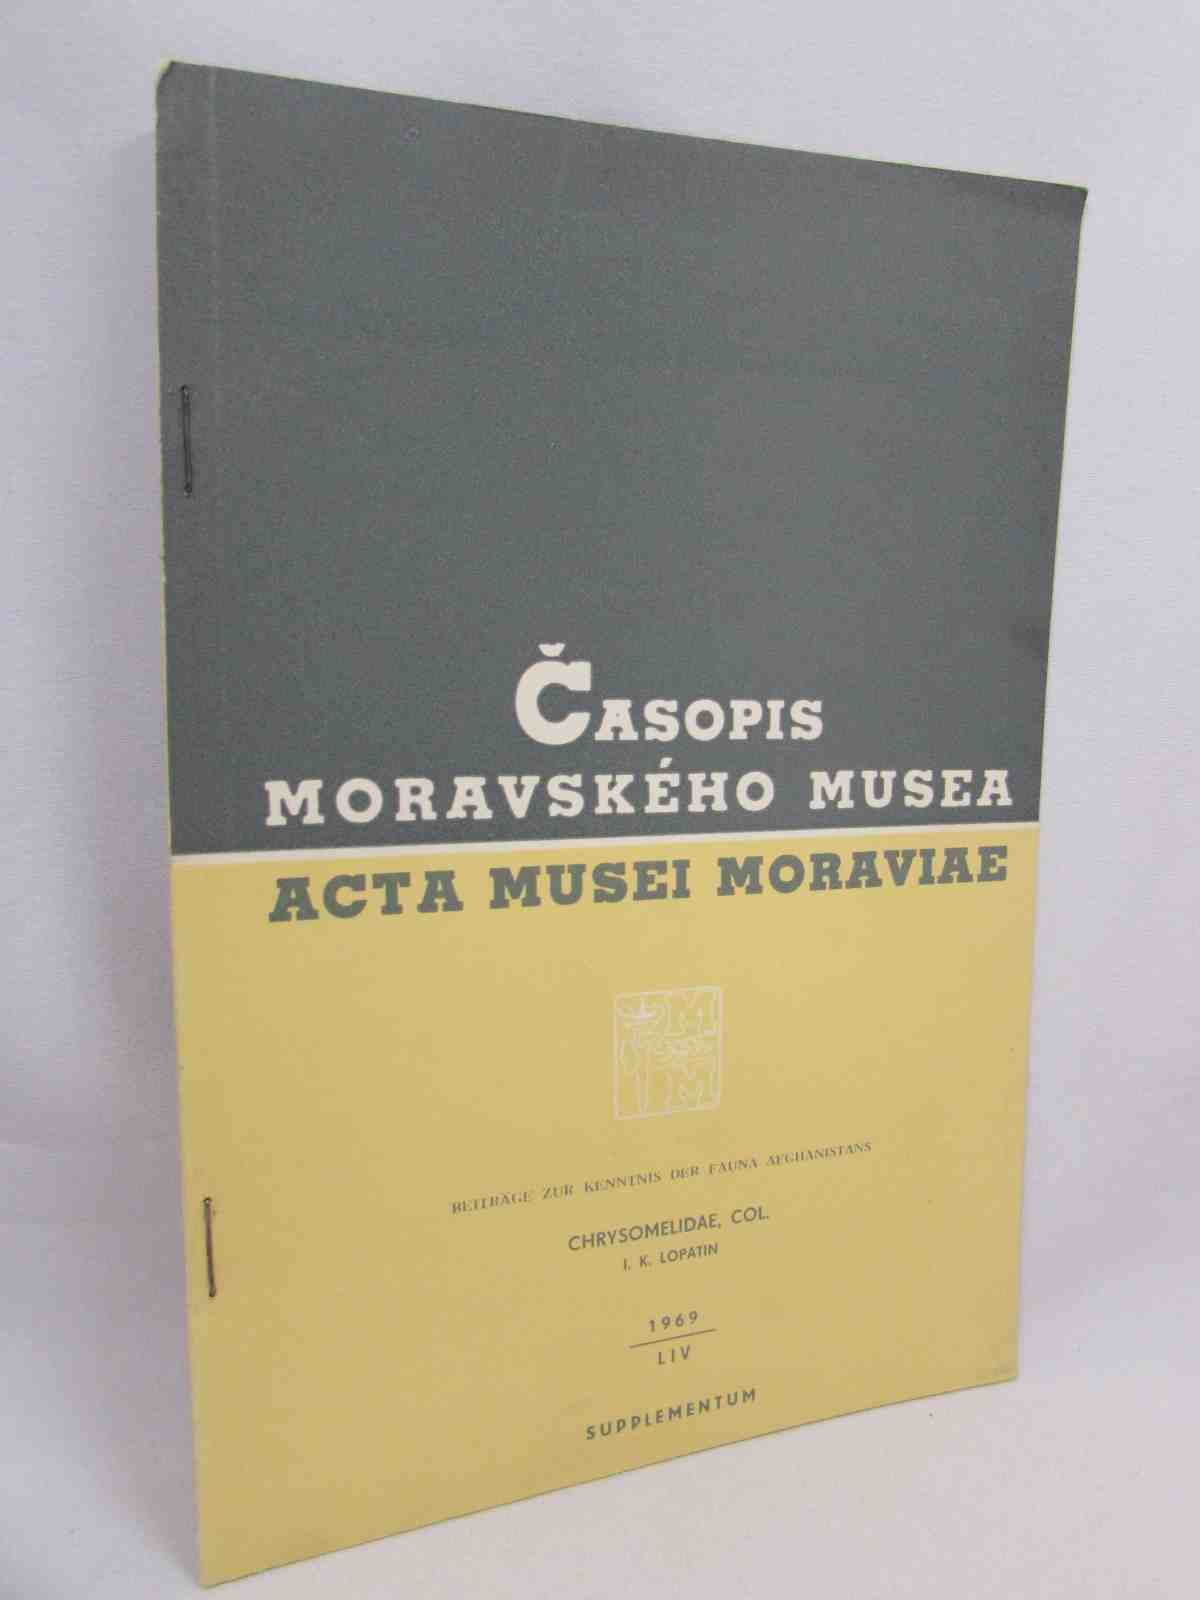 ČASOPIS
MORAVSKÉHO MUSEA
ACTA MUSEI MORAVIAE
M
M
BEITRÄGE ZUR KENNTNIS DER FAUNA AFGHANISTANS
CHRYSOMELIDAE, COL.
I. K. LOPATIN
1969
LIV
SUPPLEMENTUM